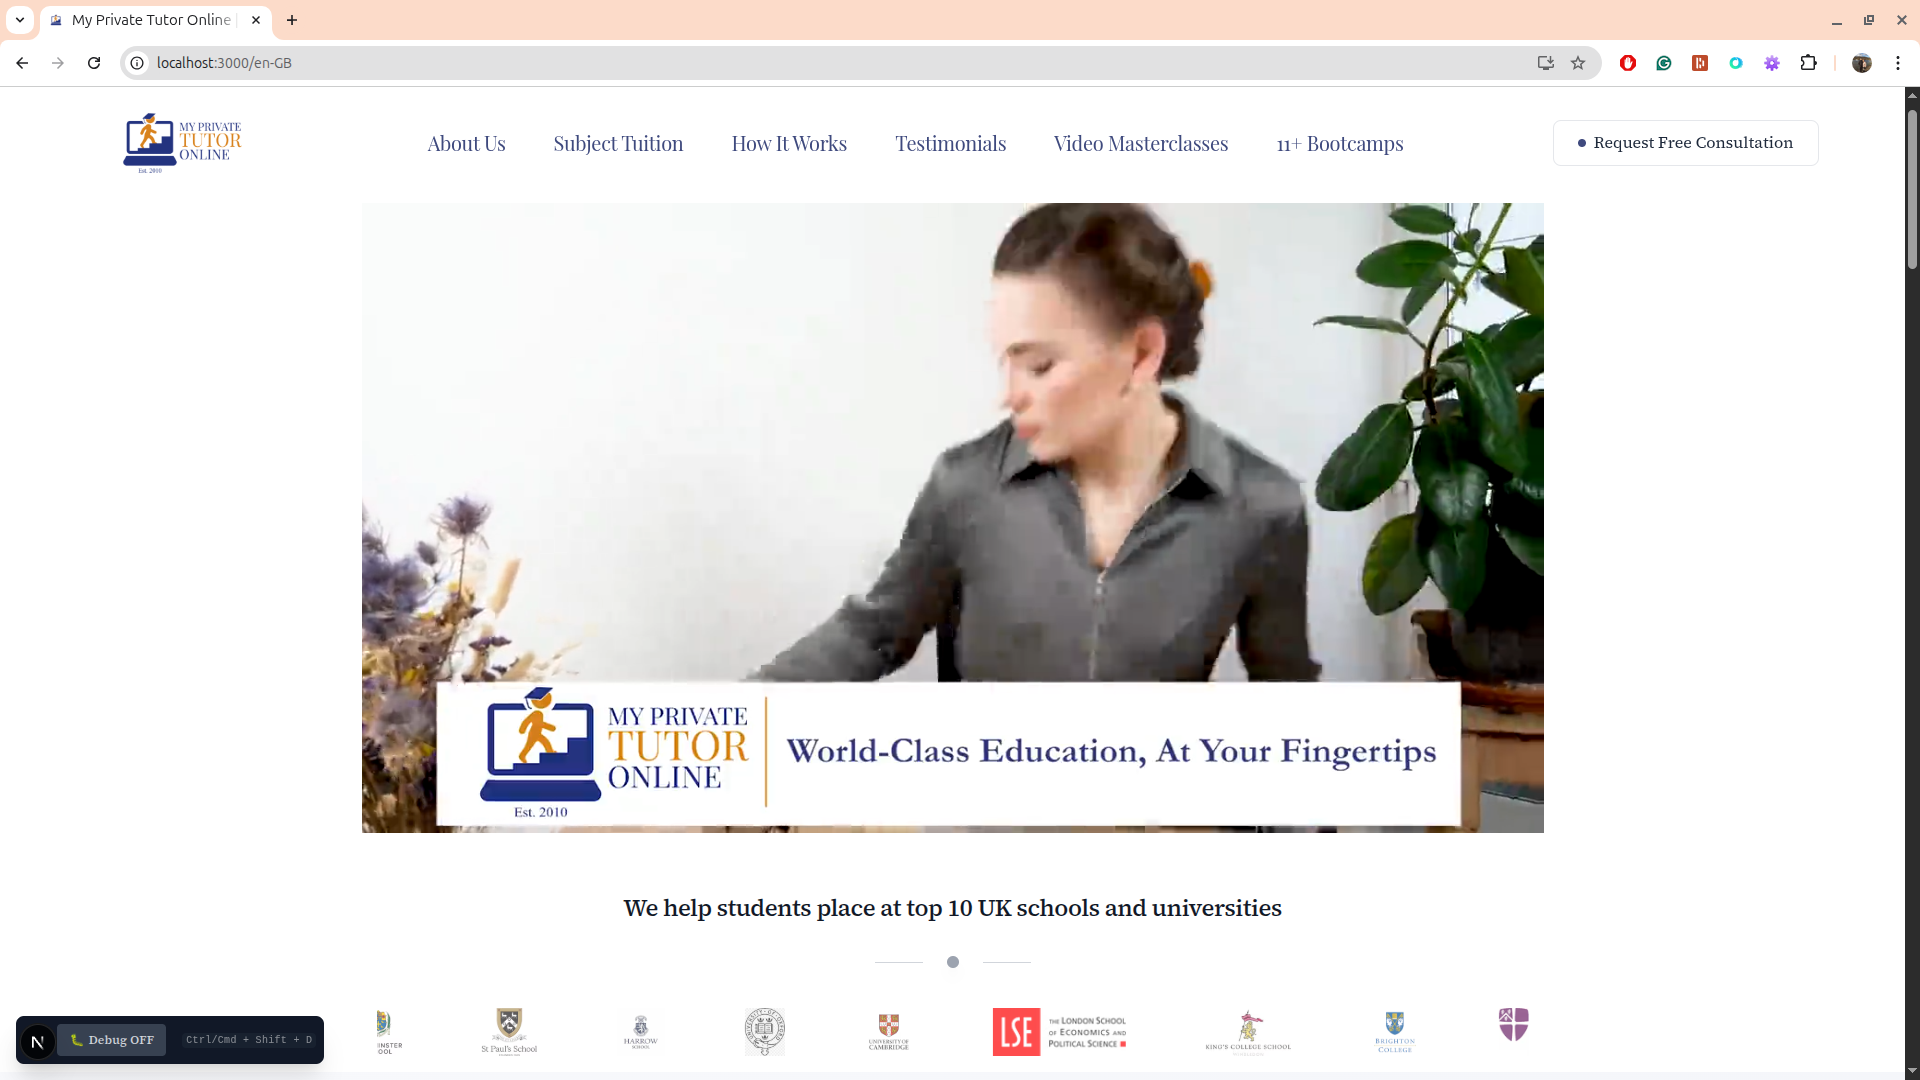 My Private Tutor Online
localhost:3000/en-GB
MY PRIVATE
TUTOR
ONLINE
Est. 2010
About Us
Subject Tuition
How It Works
Testimonials
Video Masterclasses
11+ Bootcamps
Request Free Consultation
MY PRIVATE
TUTOR
ONLINE
Est. 2010
World-Class Education, At Your Fingertips
We help students place at top 10 UK schools and universities
INSTER
OOL
St Paul's School
HARROW
SCHOOL
UNIVERSITY OF
CAMBRIDGE
LSE
THE LONDON SCHOOL
OF ECONOMICS AND
POLITICAL SCIENCE
KING'S COLLEGE SCHOOL
BRIGHTON
COLLEGE
N
Debug OFF
Ctrl/Cmd + Shift + D